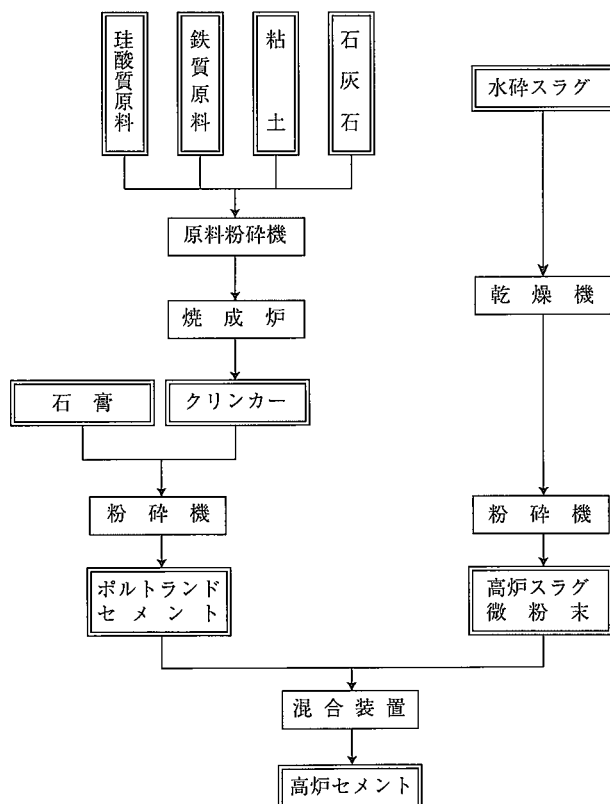 珪酸質原料
鉄質原料
粘土
石灰石
水砕スラグ
原料粉砕機
乾燥機
焼成炉
石膏
クリンカー
粉砕機
粉砕機
ポルトランド
セメント
高炉スラグ
微粉末
混合装置
高炉セメント